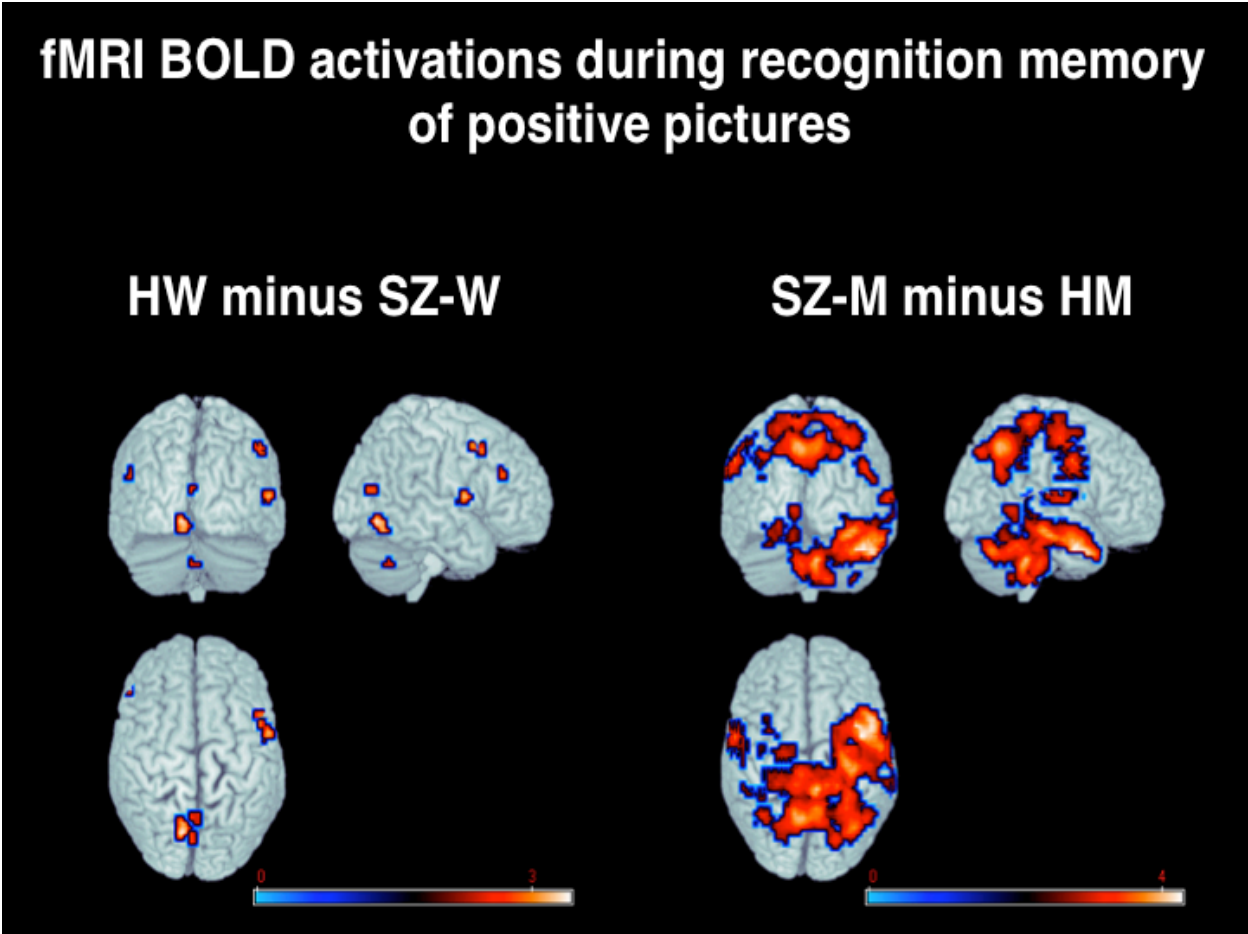 fMRI BOLD activations during recognition memory
of positive pictures
HW minus SZ-W
SZ-M minus HM
0 3
0 4